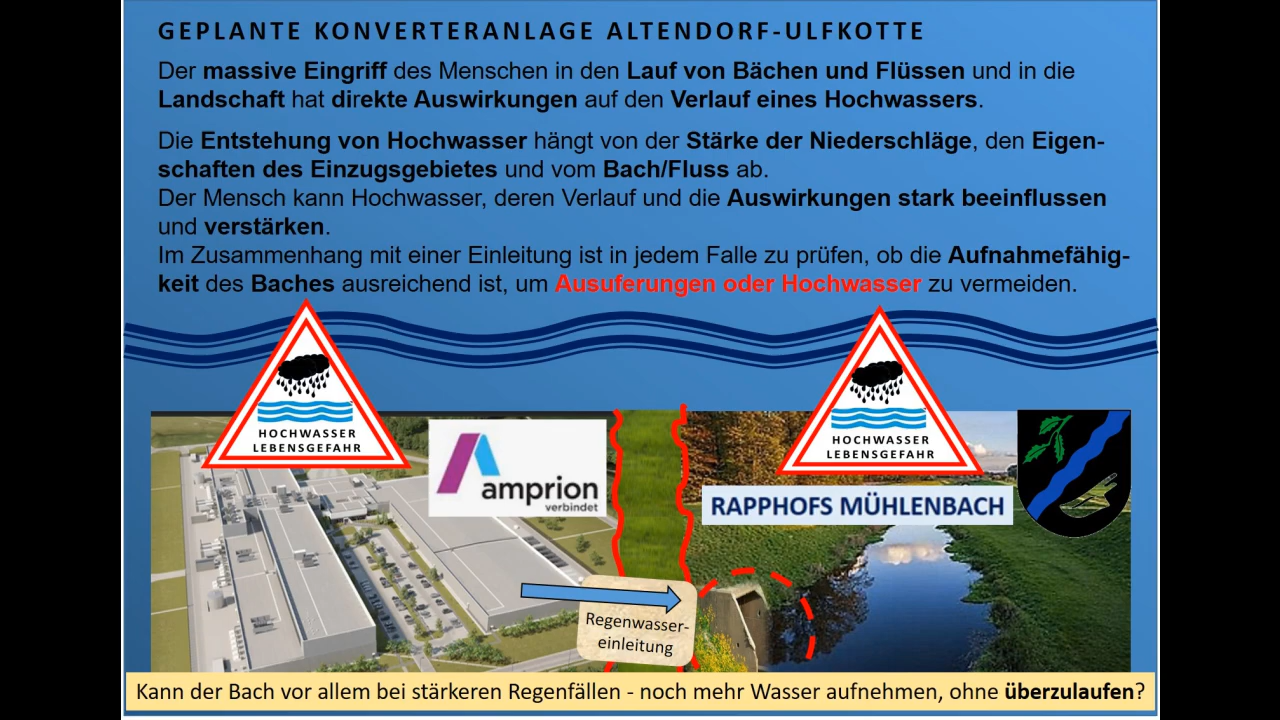 GEPLANTE KONVERTERANLAGE ALTENDORF-ULFKOTTE
Der massive Eingriff des Menschen in den Lauf von Bächen und Flüssen und in die
Landschaft hat direkte Auswirkungen auf den Verlauf eines Hochwassers.
Die Entstehung von Hochwasser hängt von der Stärke der Niederschläge, den Eigen-
schaften des Einzugsgebietes und vom Bach/Fluss ab.
Der Mensch kann Hochwasser, deren Verlauf und die Auswirkungen stark beeinflussen
und verstärken.
Im Zusammenhang mit einer Einleitung ist in jedem Falle zu prüfen, ob die Aufnahmefähig-
keit des Baches ausreichend ist, um Ausuferungen oder Hochwasser zu vermeiden.
HOCHWASSER
LEBENSGEFAHR
HOCHWASSER
LEBENSGEFAHR
amprion
verbindet
RAPPHOFS MÜHLENBACH
Regenwasser-
einleitung
Kann der Bach vor allem bei stärkeren Regenfällen - noch mehr Wasser aufnehmen, ohne überzulaufen?